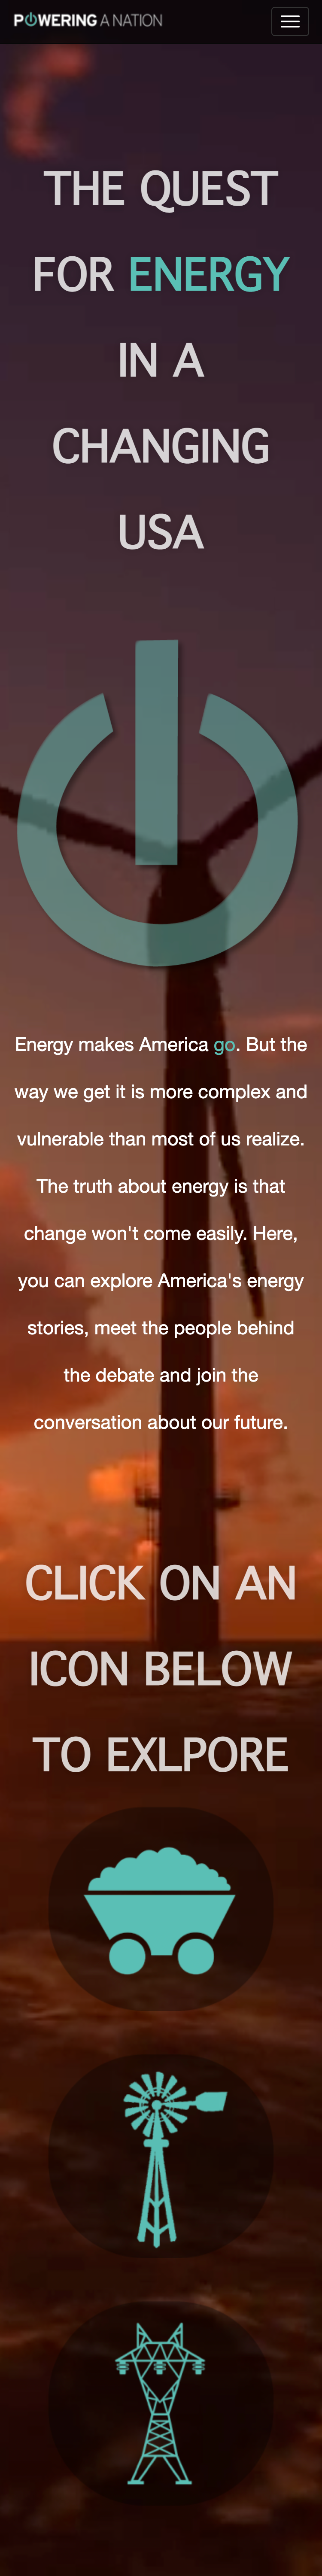 POWERING A NATION
THE QUEST
FOR ENERGY
IN A
CHANGING
USA
Energy makes America go. But the
way we get it is more complex and
vulnerable than most of us realize.
The truth about energy is that
change won't come easily. Here,
you can explore America's energy
stories, meet the people behind
the debate and join the
conversation about our future.
CLICK ON AN
ICON BELOW
TO EXLPORE